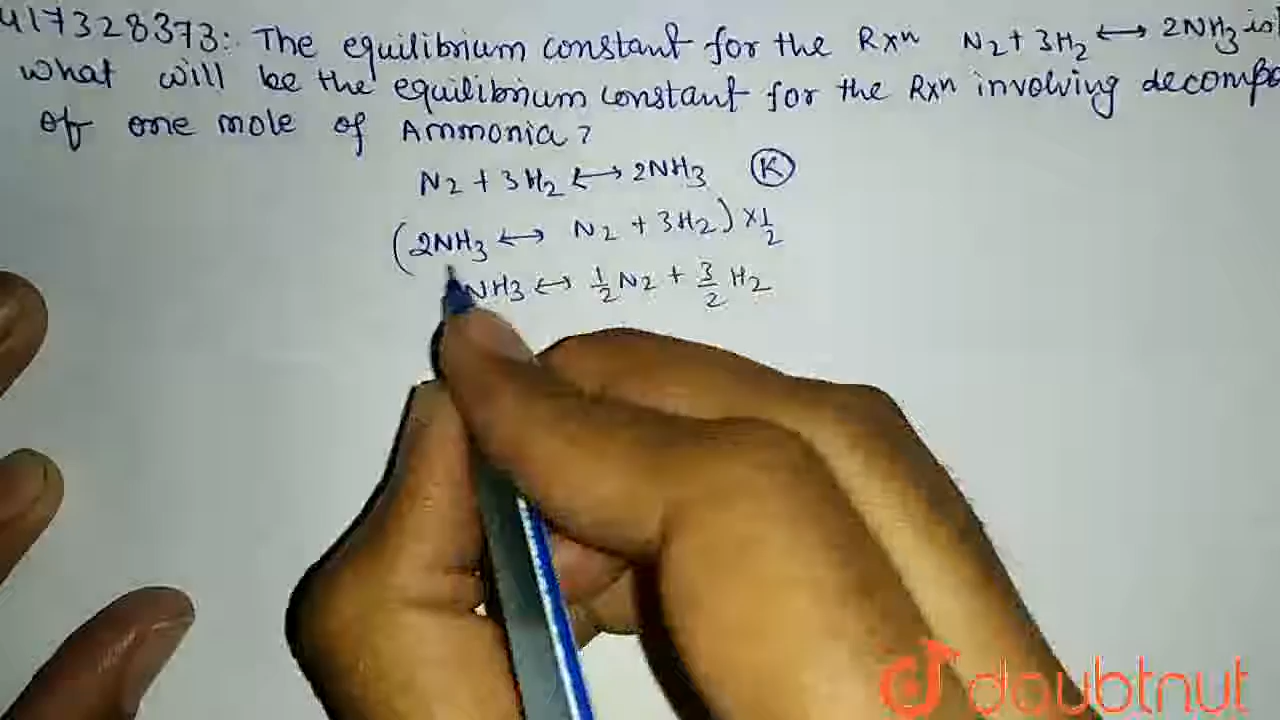 417328373:. The equilibrium constant for the Rxn N2 + 3H2 ⟷ 2NH3 is
what will be the equilibrium constant for the Rxn involving decompo
of one mole of Ammonia?
N2 + 3H2 ⟷ 2NH3 K
(2NH3 ⟷ N2 + 3H2) × 1/2
NH3 ⟷ 1/2 N2 + 3/2 H2
doubtnut